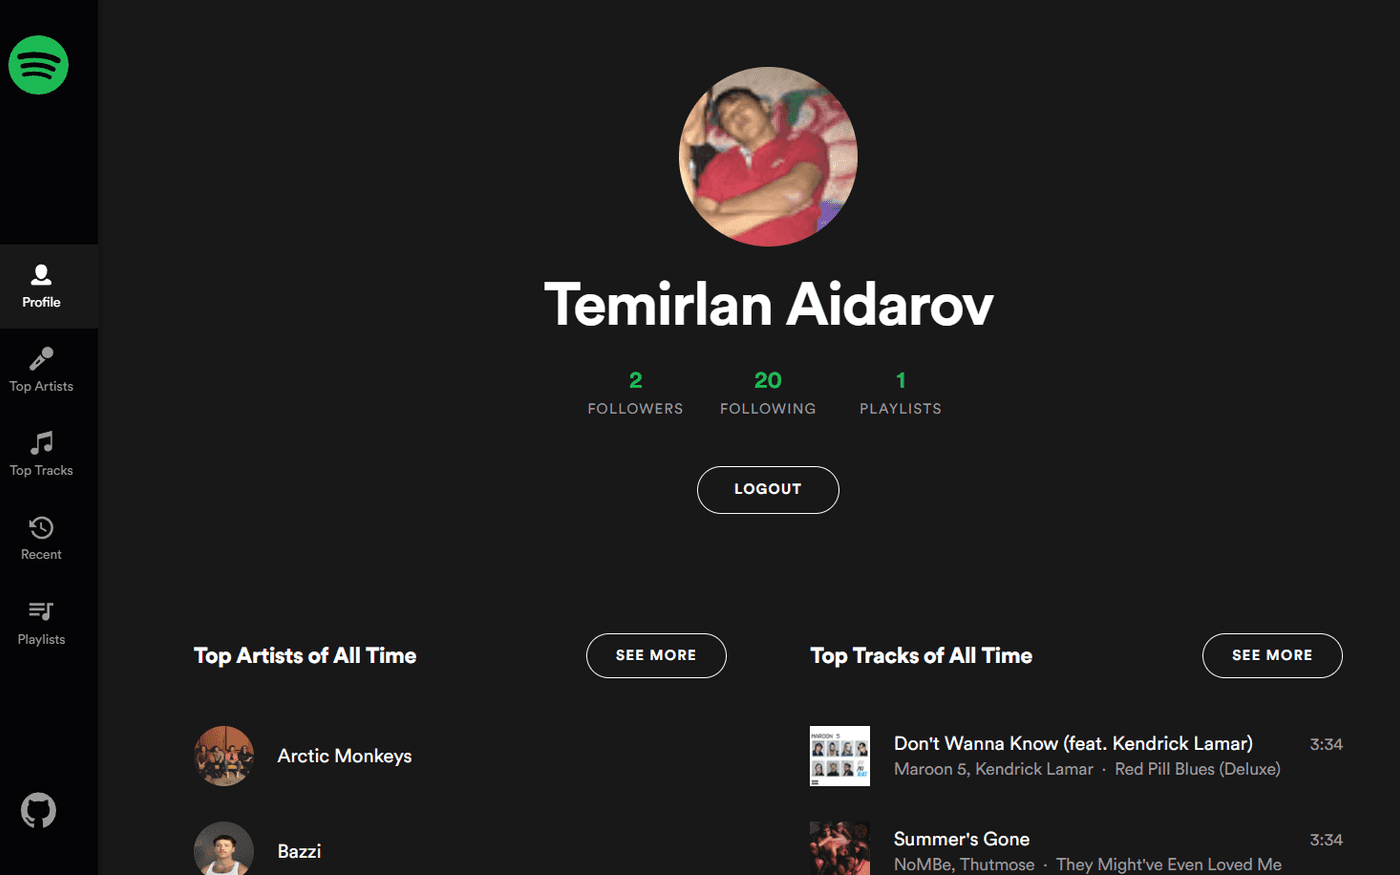 Profile
Top Artists
Top Tracks
Recent
Playlists
Temirlan Aidarov
2 20 1
FOLLOWERS FOLLOWING PLAYLISTS
LOGOUT
Top Artists of All Time SEE MORE
Arctic Monkeys
Bazzi
Top Tracks of All Time SEE MORE
MAROON 5
Don't Wanna Know (feat. Kendrick Lamar) 3:34
Maroon 5, Kendrick Lamar · Red Pill Blues (Deluxe)
Summer's Gone 3:34
NoMBe, Thutmose · They Might've Even Loved Me